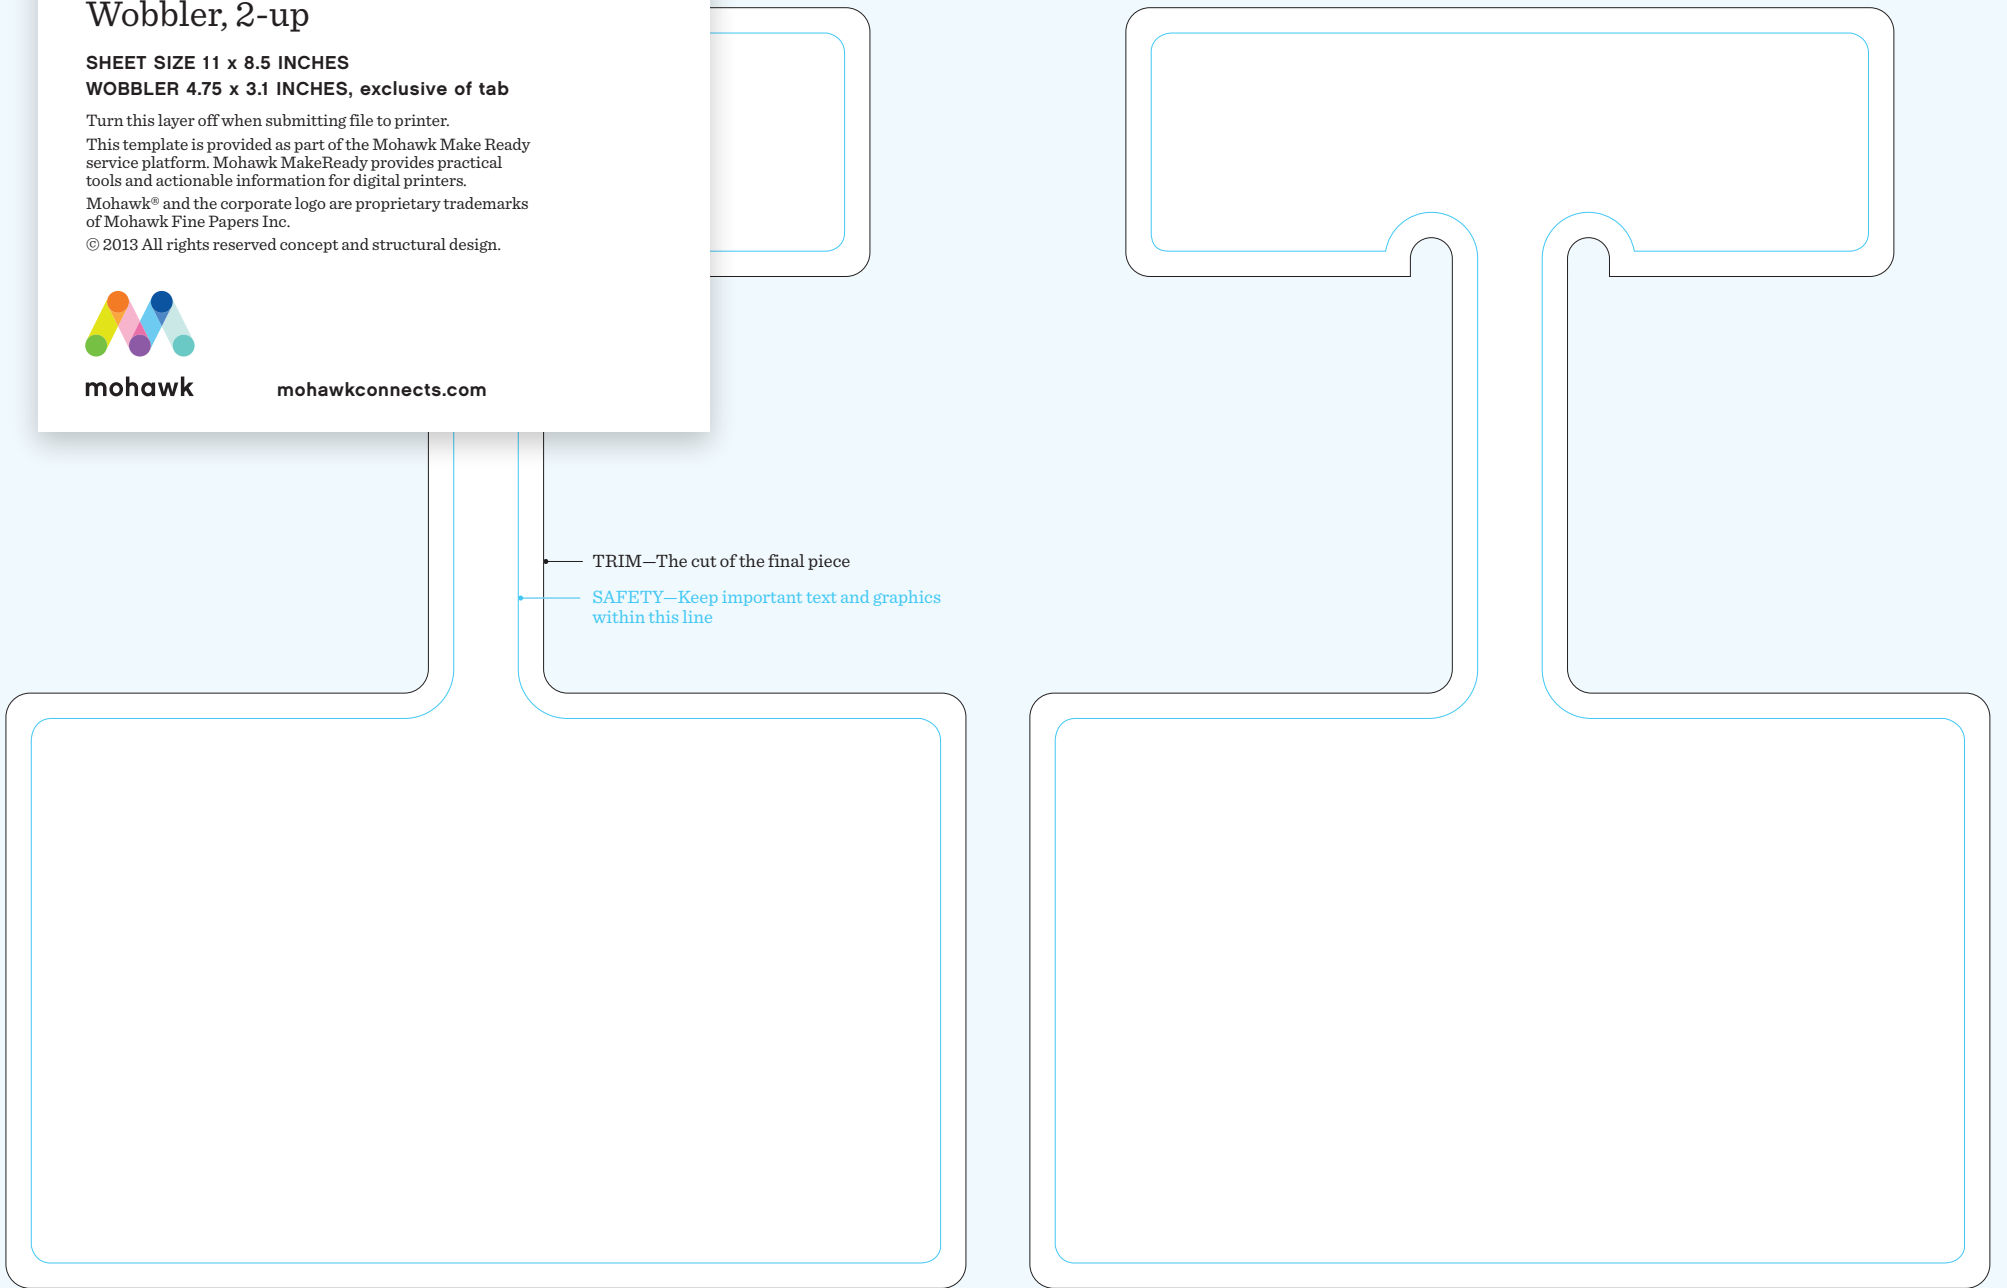 Wobbler, 2-up
SHEET SIZE 11 x 8.5 INCHES
WOBBLER 4.75 x 3.1 INCHES, exclusive of tab
Turn this layer off when submitting file to printer.
This template is provided as part of the Mohawk Make Ready
service platform. Mohawk MakeReady provides practical
tools and actionable information for digital printers.
Mohawk® and the corporate logo are proprietary trademarks
of Mohawk Fine Papers Inc.
© 2013 All rights reserved concept and structural design.
mohawk
mohawkconnects.com
TRIM—The cut of the final piece
SAFETY—Keep important text and graphics
within this line